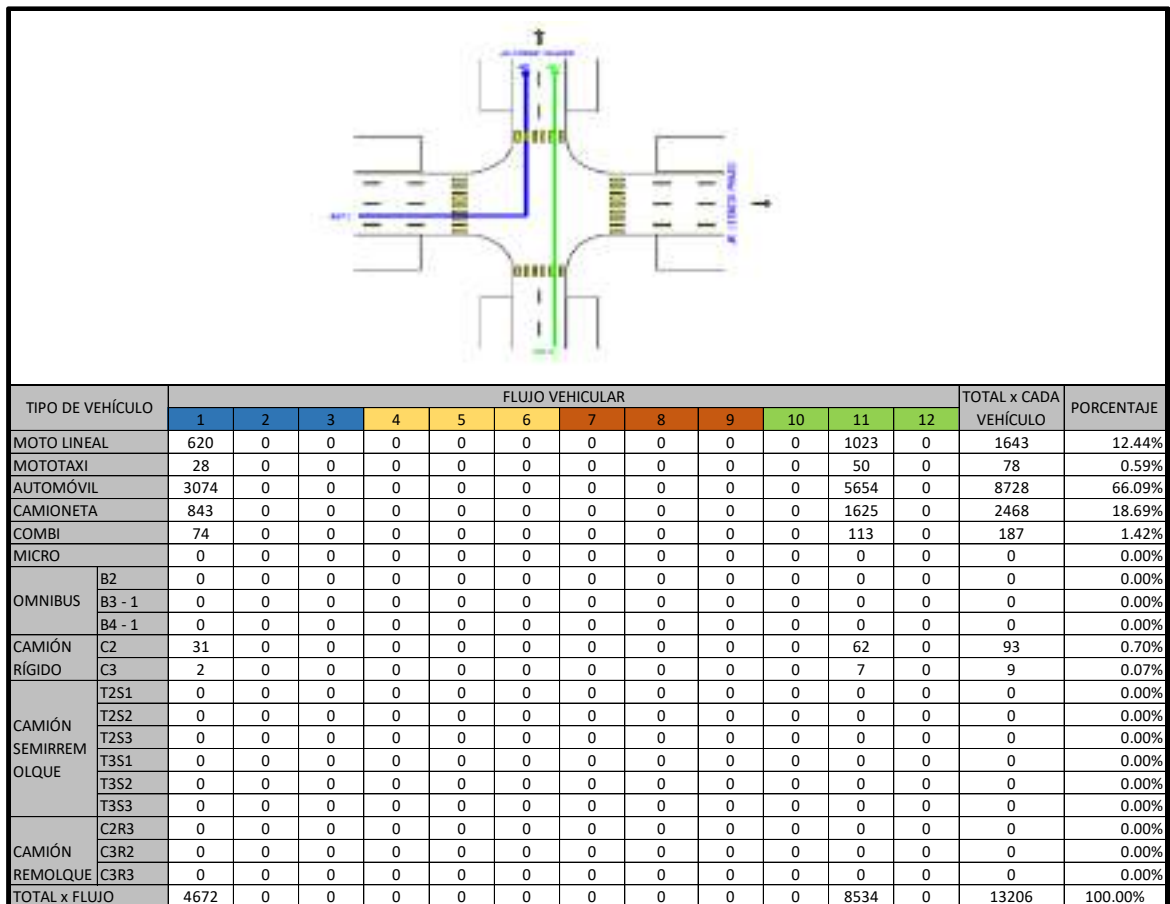 TIPO DE VEHÍCULO FLUJO VEHICULAR TOTAL x CADA VEHÍCULO PORCENTAJE
1 2 3 4 5 6 7 8 9 10 11 12
MOTO LINEAL 620 0 0 0 0 0 0 0 0 0 1023 0 1643 12.44%
MOTOTAXI 28 0 0 0 0 0 0 0 0 0 50 0 78 0.59%
AUTOMÓVIL 3074 0 0 0 0 0 0 0 0 0 5654 0 8728 66.09%
CAMIONETA 843 0 0 0 0 0 0 0 0 0 1625 0 2468 18.69%
COMBI 74 0 0 0 0 0 0 0 0 0 113 0 187 1.42%
MICRO 0 0 0 0 0 0 0 0 0 0 0 0 0 0.00%
OMNIBUS B2 0 0 0 0 0 0 0 0 0 0 0 0 0 0.00%
B3 - 1 0 0 0 0 0 0 0 0 0 0 0 0 0 0.00%
B4 - 1 0 0 0 0 0 0 0 0 0 0 0 0 0 0.00%
CAMIÓN RÍGIDO C2 31 0 0 0 0 0 0 0 0 0 62 0 93 0.70%
C3 2 0 0 0 0 0 0 0 0 0 7 0 9 0.07%
CAMIÓN SEMIRREM OLQUE T2S1 0 0 0 0 0 0 0 0 0 0 0 0 0 0.00%
T2S2 0 0 0 0 0 0 0 0 0 0 0 0 0 0.00%
T2S3 0 0 0 0 0 0 0 0 0 0 0 0 0 0.00%
T3S1 0 0 0 0 0 0 0 0 0 0 0 0 0 0.00%
T3S2 0 0 0 0 0 0 0 0 0 0 0 0 0 0.00%
T3S3 0 0 0 0 0 0 0 0 0 0 0 0 0 0.00%
CAMIÓN REMOLQUE C2R3 0 0 0 0 0 0 0 0 0 0 0 0 0 0.00%
C3R2 0 0 0 0 0 0 0 0 0 0 0 0 0 0.00%
C3R3 0 0 0 0 0 0 0 0 0 0 0 0 0 0.00%
TOTAL x FLUJO 4672 0 0 0 0 0 0 0 0 0 8534 0 13206 100.00%